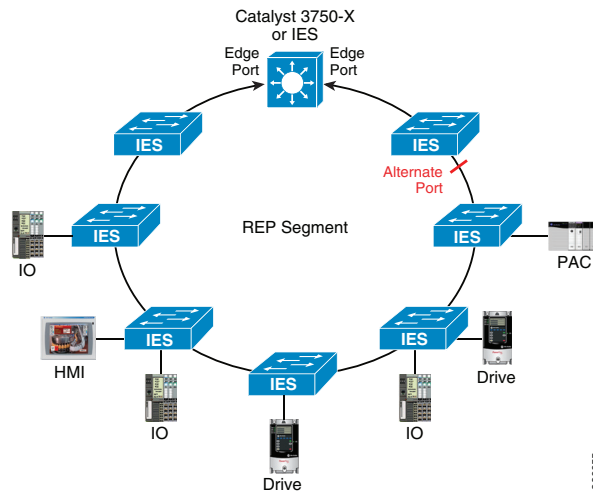 Catalyst 3750-X
or IES
Edge
Port
Edge
Port
IES
IES
Alternate
Port
IES
REP Segment
IES
IO
PAC
IES
IES
HMI
Drive
IES
IO
IO
Drive